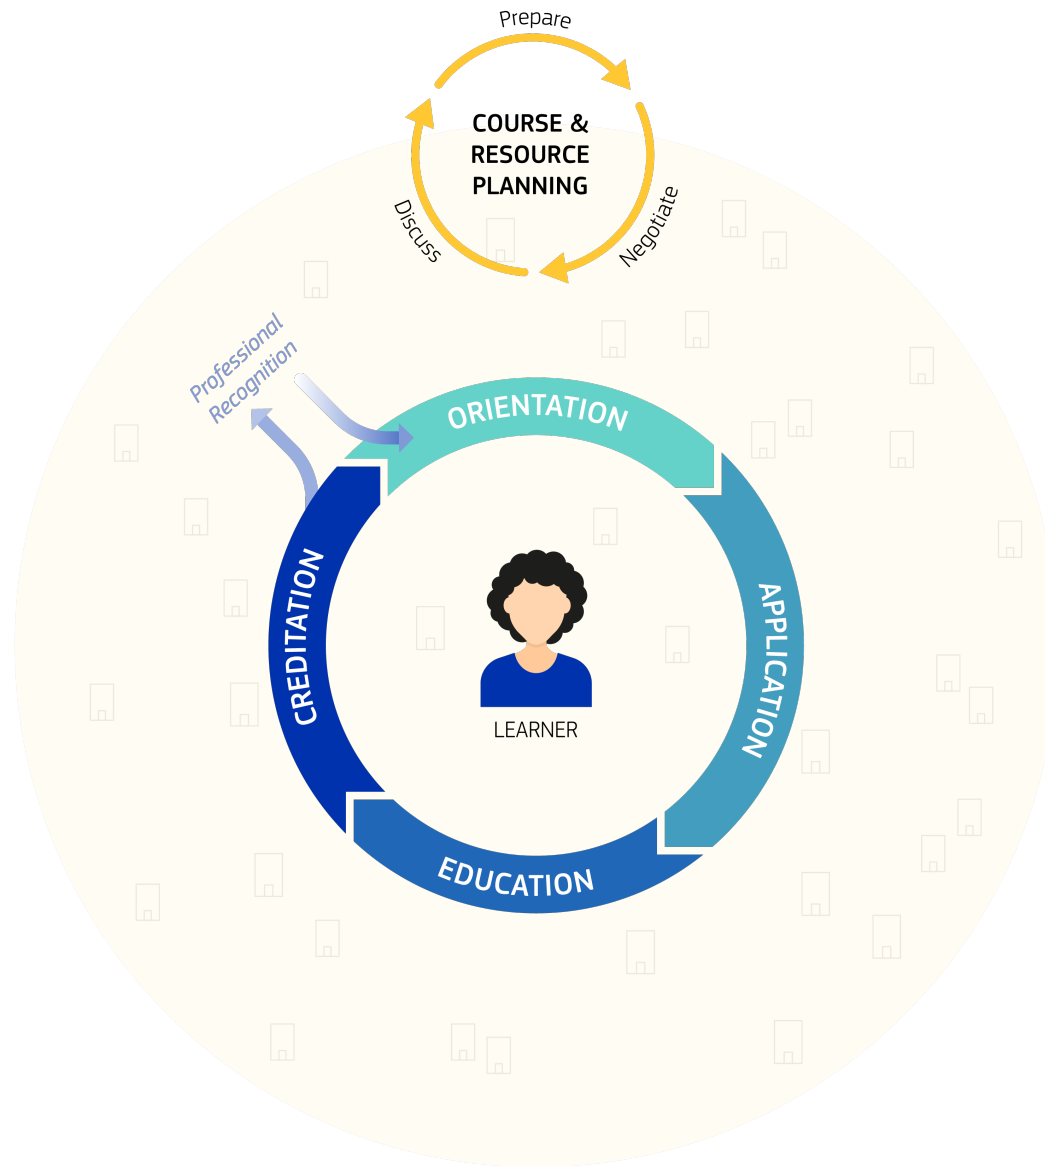 Prepare
COURSE &
RESOURCE
PLANNING
Discuss
Negotiate
Professional
Recognition
ORIENTATION
APPLICATION
CREDITATION
LEARNER
EDUCATION